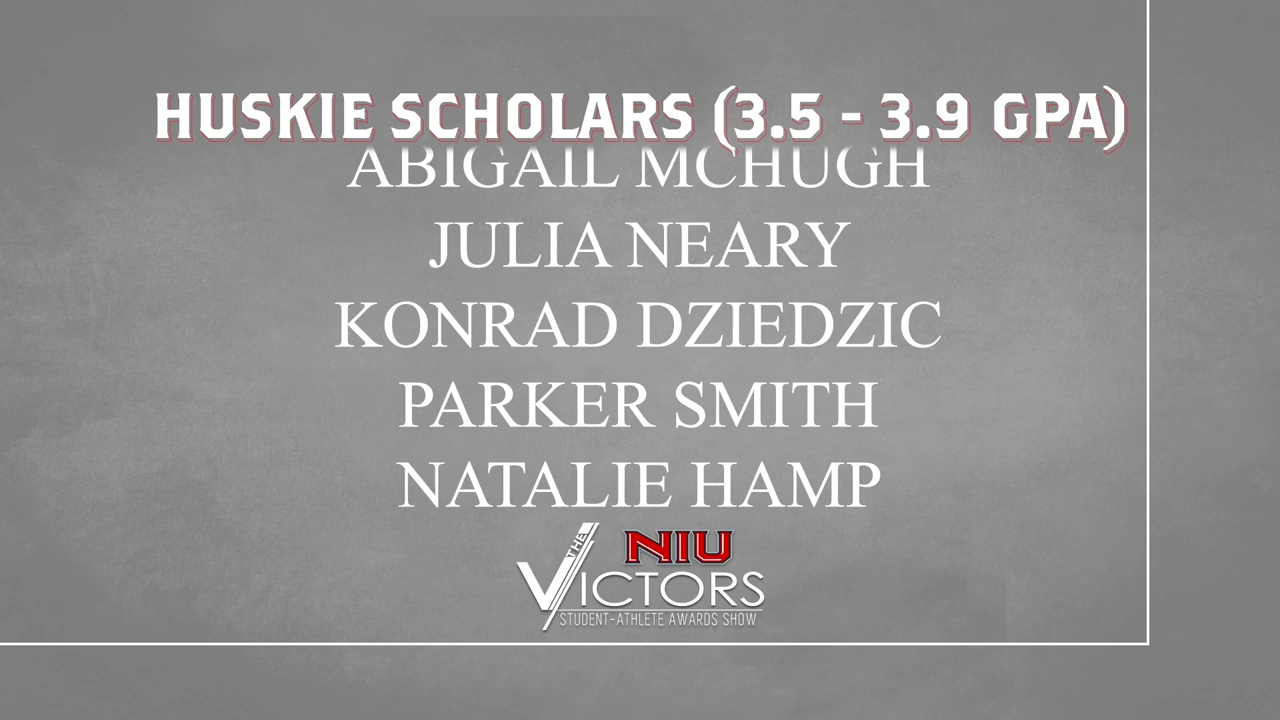 HUSKIE SCHOLARS (3.5 - 3.9 GPA)
ABIGAIL MCHUGH
JULIA NEARY
KONRAD DZIEDZIC
PARKER SMITH
NATALIE HAMP
THE NIU
VICTORS
STUDENT-ATHLETE AWARDS SHOW